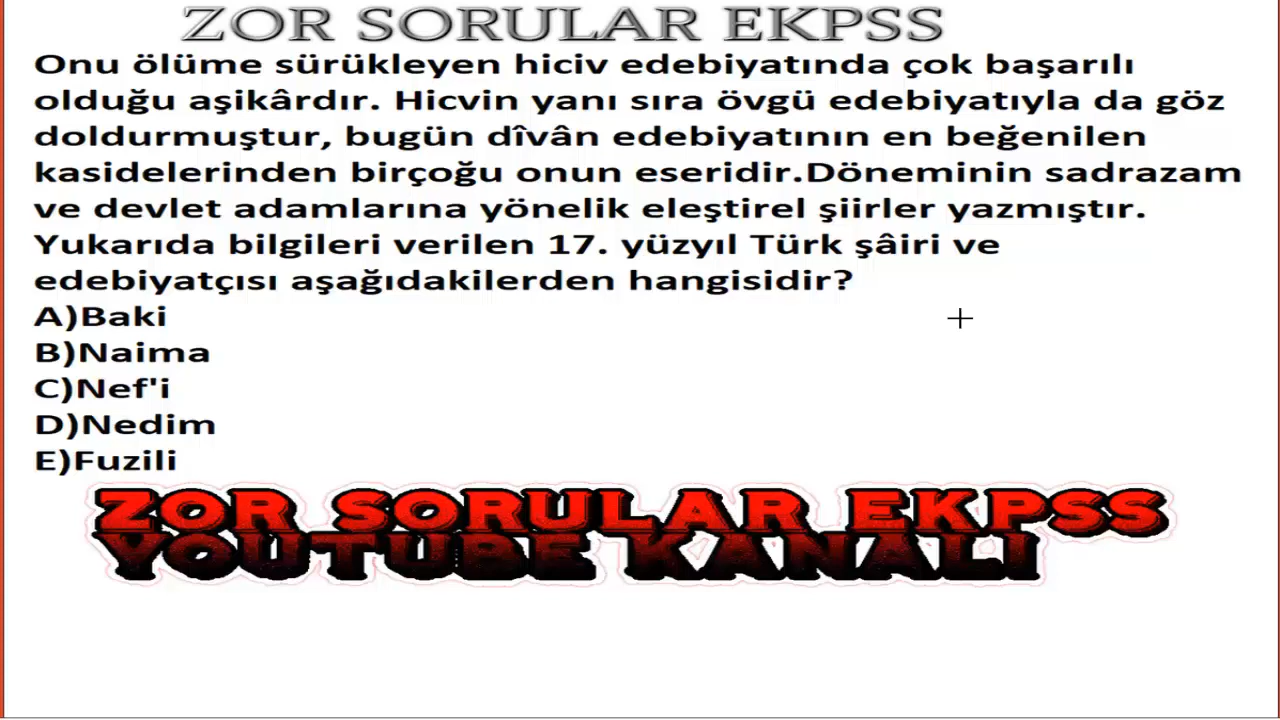 ZOR SORULAR EKPSS
Onu ölüme sürükleyen hiciv edebiyatında çok başarılı
olduğu aşikârdır. Hicvin yanı sıra övgü edebiyatıyla da göz
doldurmuştur, bugün dîvân edebiyatının en beğenilen
kasidelerinden birçoğu onun eseridir.Döneminin sadrazam
ve devlet adamlarına yönelik eleştirel şiirler yazmıştır.
Yukarıda bilgileri verilen 17. yüzyıl Türk şâiri ve
edebiyatçısı aşağıdakilerden hangisidir?
A)Baki
B)Naima
C)Nef'i
D)Nedim
E)Fuzili
ZOR SORULAR EKPSS
YOUTUBE KANALI